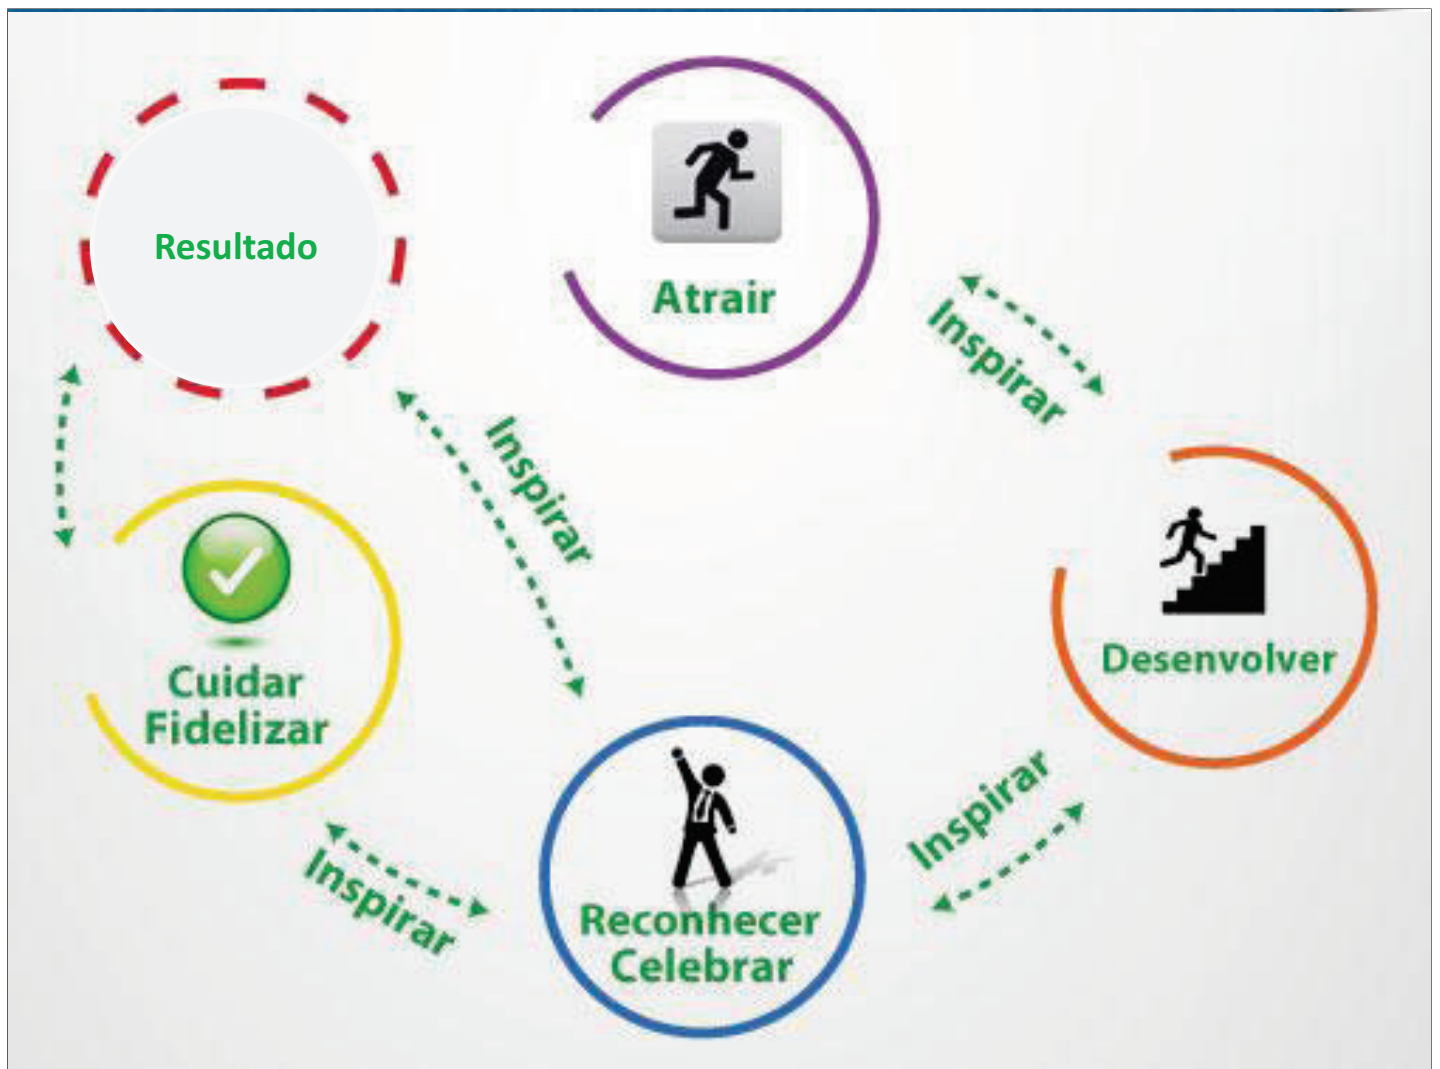 Resultado
Atrair
Inspirar
Inspirar
Desenvolver
Cuidar
Fidelizar
Inspirar
Inspirar
Reconhecer
Celebrar